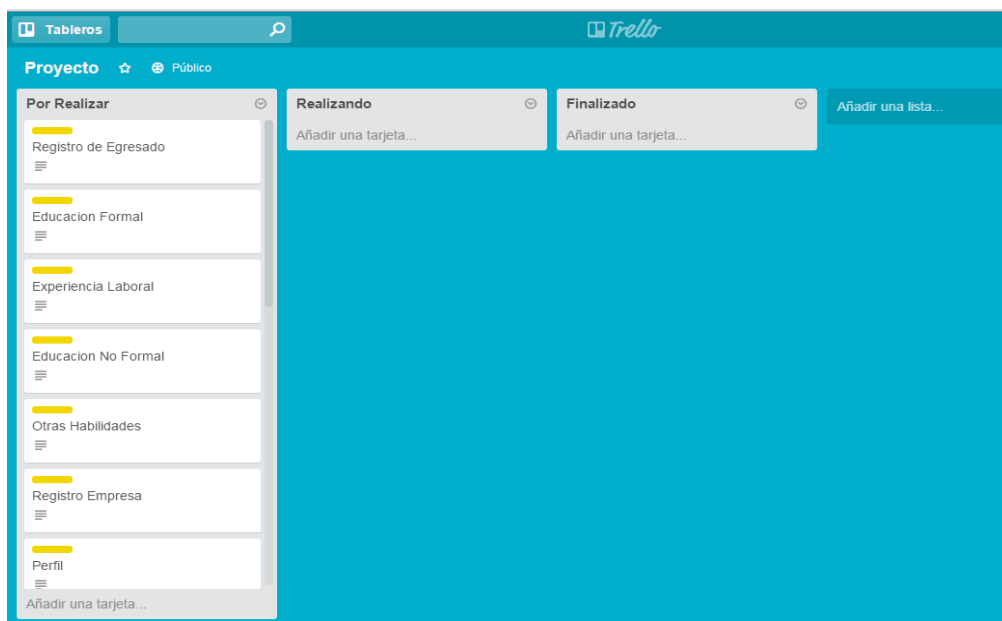 Tableros
Trello
Proyecto
Público
Por Realizar
Registro de Egresado
Educacion Formal
Experiencia Laboral
Educacion No Formal
Otras Habilidades
Registro Empresa
Perfil
Añadir una tarjeta...
Realizando
Añadir una tarjeta...
Finalizado
Añadir una tarjeta...
Añadir una lista...